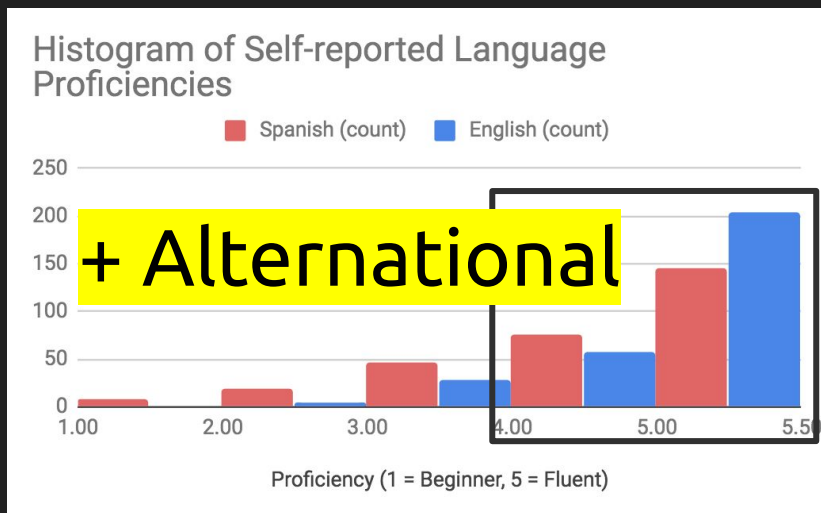 Histogram of Self-reported Language
Proficiencies
Spanish (count) English (count)
250
200
+ Alternational
150
100
50
0
1.00 2.00 3.00 4.00 5.00 5.50
Proficiency (1 = Beginner, 5 = Fluent)